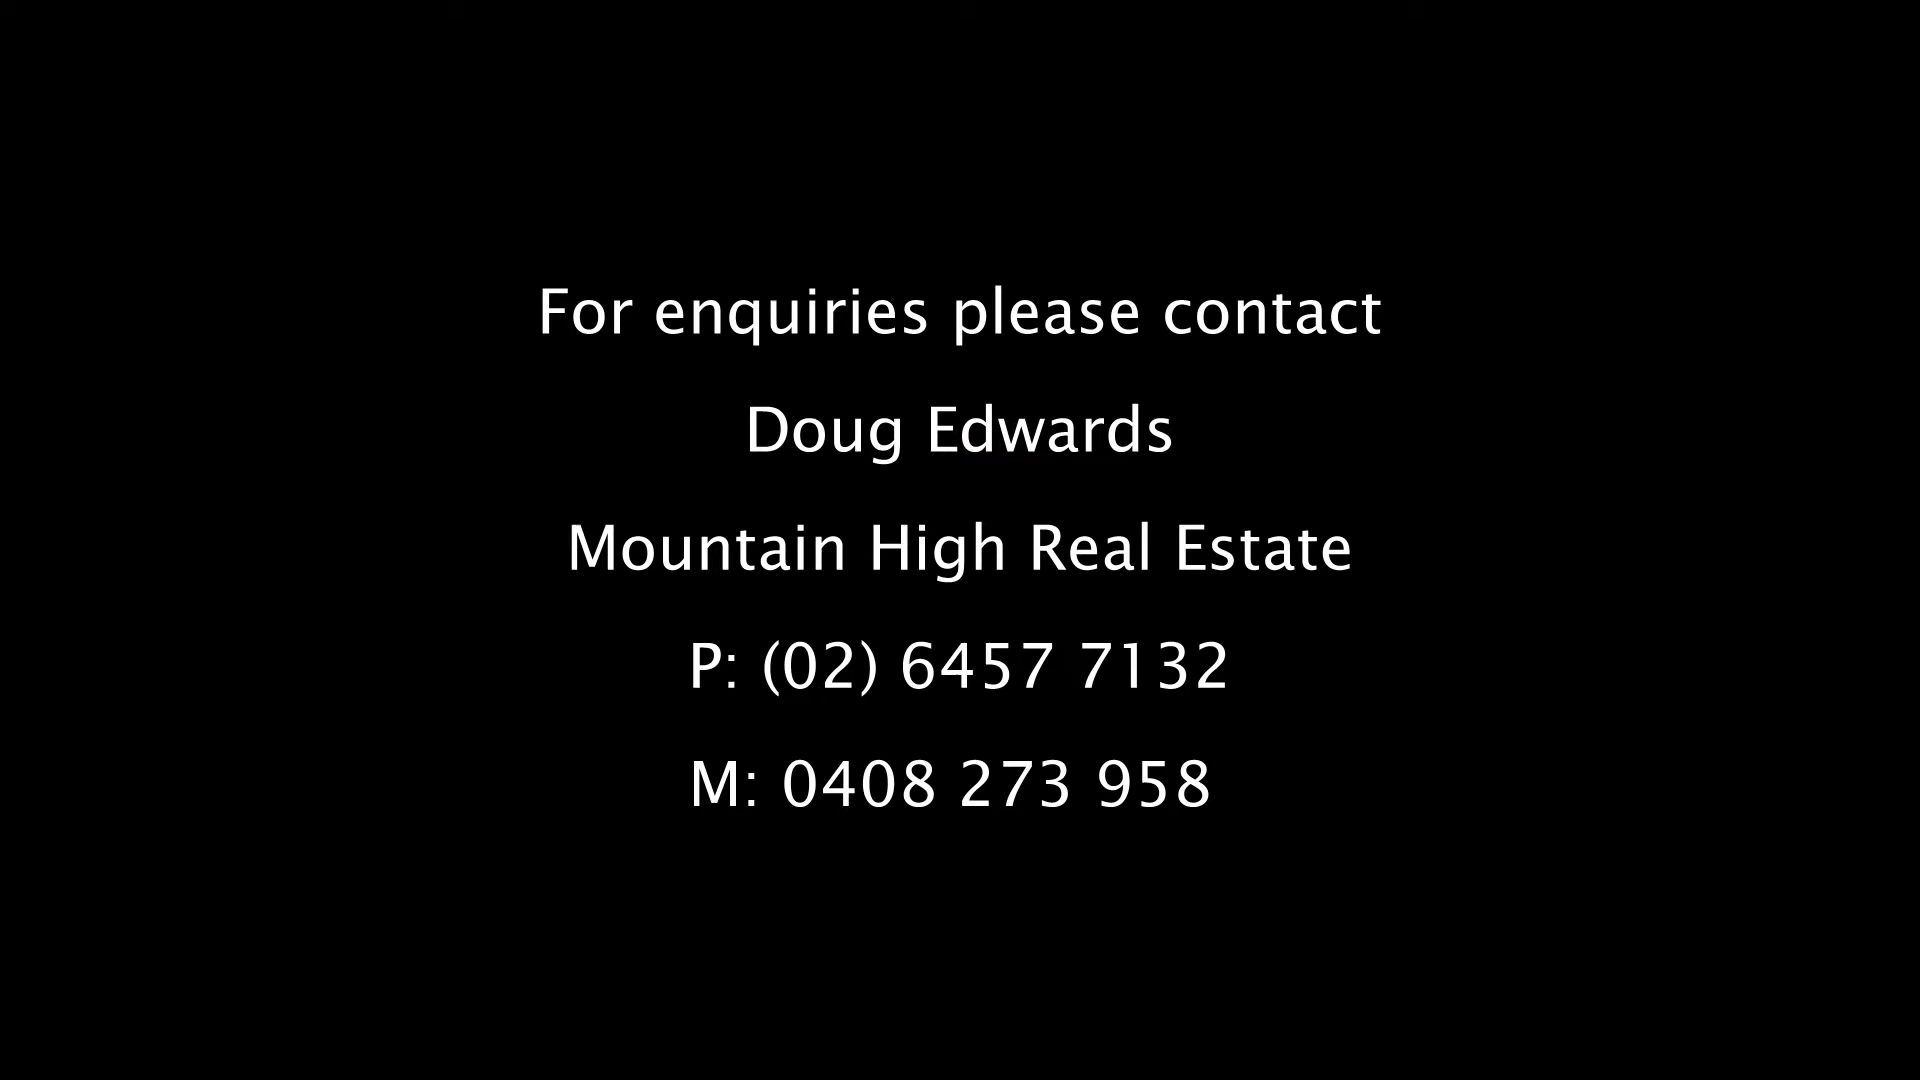 For enquiries please contact
Doug Edwards
Mountain High Real Estate
P: (02) 6457 7132
M: 0408 273 958